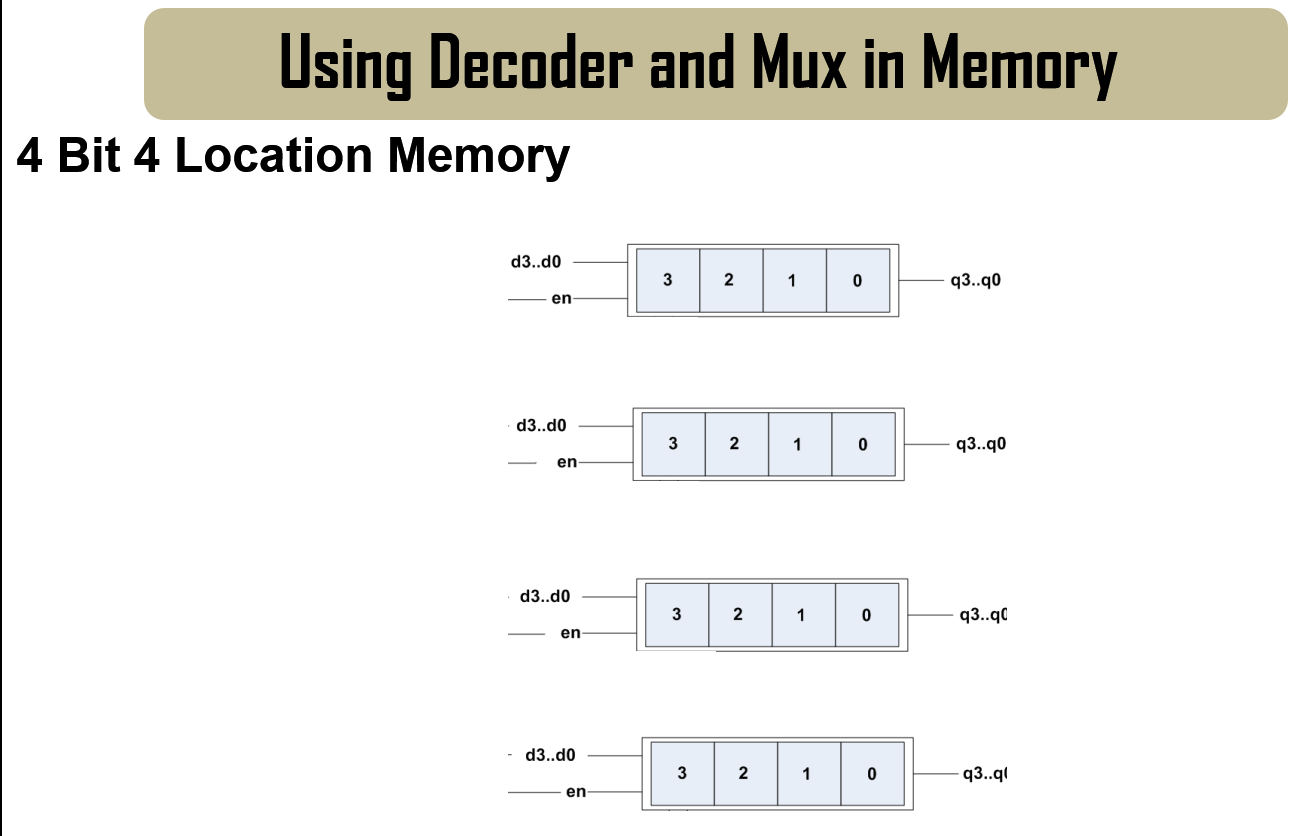 Using Decoder and Mux in Memory
4 Bit 4 Location Memory
d3..d0
3 2 1 0
q3..q0
en
d3..d0
3 2 1 0
q3..q0
en
d3..d0
3 2 1 0
q3..q0
en
d3..d0
3 2 1 0
q3..q(
en